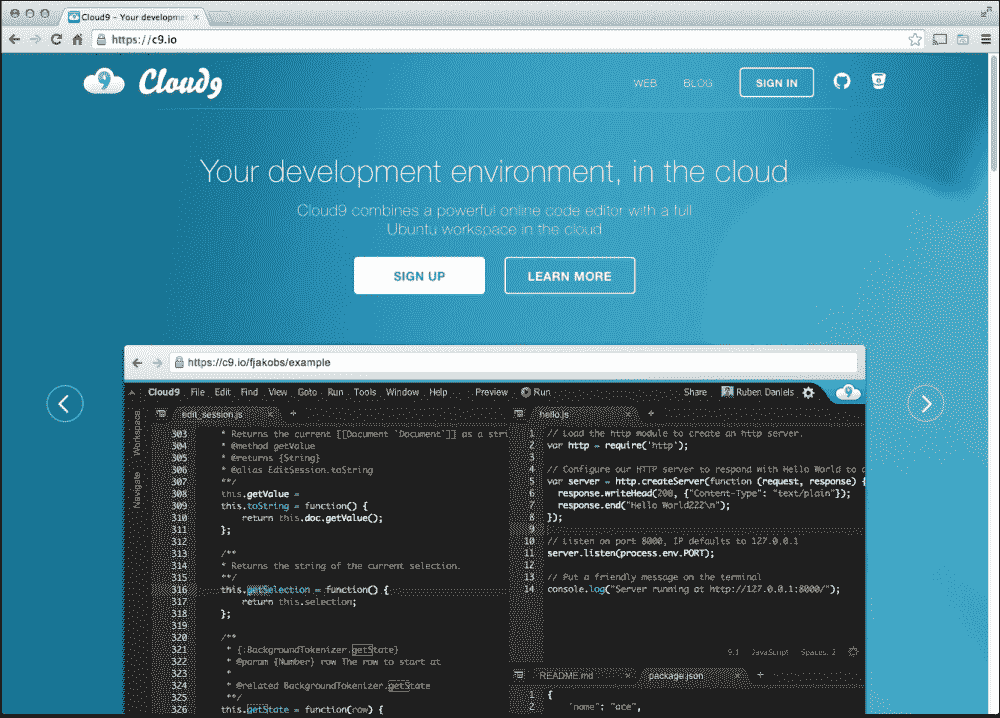 Cloud9 - Your developmen
https://c9.io
Cloud9
WEB
BLOG
SIGN IN
Your development environment, in the cloud
Cloud9 combines a powerful online code editor with a full
Ubuntu workspace in the cloud
SIGN UP
LEARN MORE
https://c9.io/fjakobs/example
Cloud9 File Edit Find View Goto Run Tools Window Help Preview Run Share Ruben Daniels
Workspace
Navigate
edit_session.js
303 * Returns the current [[Document `Document`]] as a stri
304 * @method getValue
305 * @returns {String}
306 * @alias EditSession.toString
307 **/
308 this.getValue =
309 this.toString = function() {
310 return this.doc.getValue();
311 };
312
313 /**
314 * Returns the string of the current selection.
315 **/
316 this.getSelection = function() {
317 return this.selection;
318 };
319
320 /**
321 * {:BackgroundTokenizer.getState}
322 * @param {Number} row The row to start at
323 *
324 * @related BackgroundTokenizer.getState
325 **/
326 this.getState = function(row) {
hello.js
1 // Load the http module to create an http server.
2 var http = require('http');
3
4 // Configure our HTTP server to respond with Hello World to
5 var server = http.createServer(function (request, response) {
6 response.writeHead(200, {"Content-Type": "text/plain"});
7 response.end("Hello World222\n");
8 });
9
10 // Listen on port 8000, IP defaults to 127.0.0.1
11 server.listen(process.env.PORT);
12
13 // Put a friendly message on the terminal
14 console.log("Server running at http://127.0.0.1:8000/");
9:1 JavaScript Spaces: 2
README.md
package.json
1 {
2 "name": "ace",